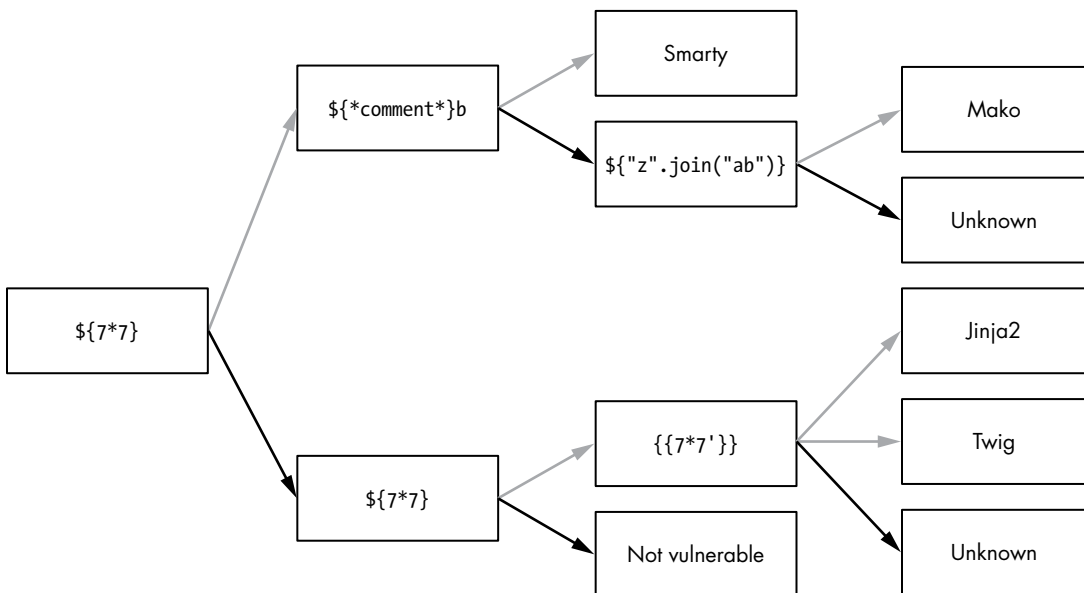 Smarty
${*comment*}b
Mako
${"z".join("ab")}
Unknown
${7*7}
Jinja2
{{7*7'}}
Twig
${7*7}
Not vulnerable
Unknown